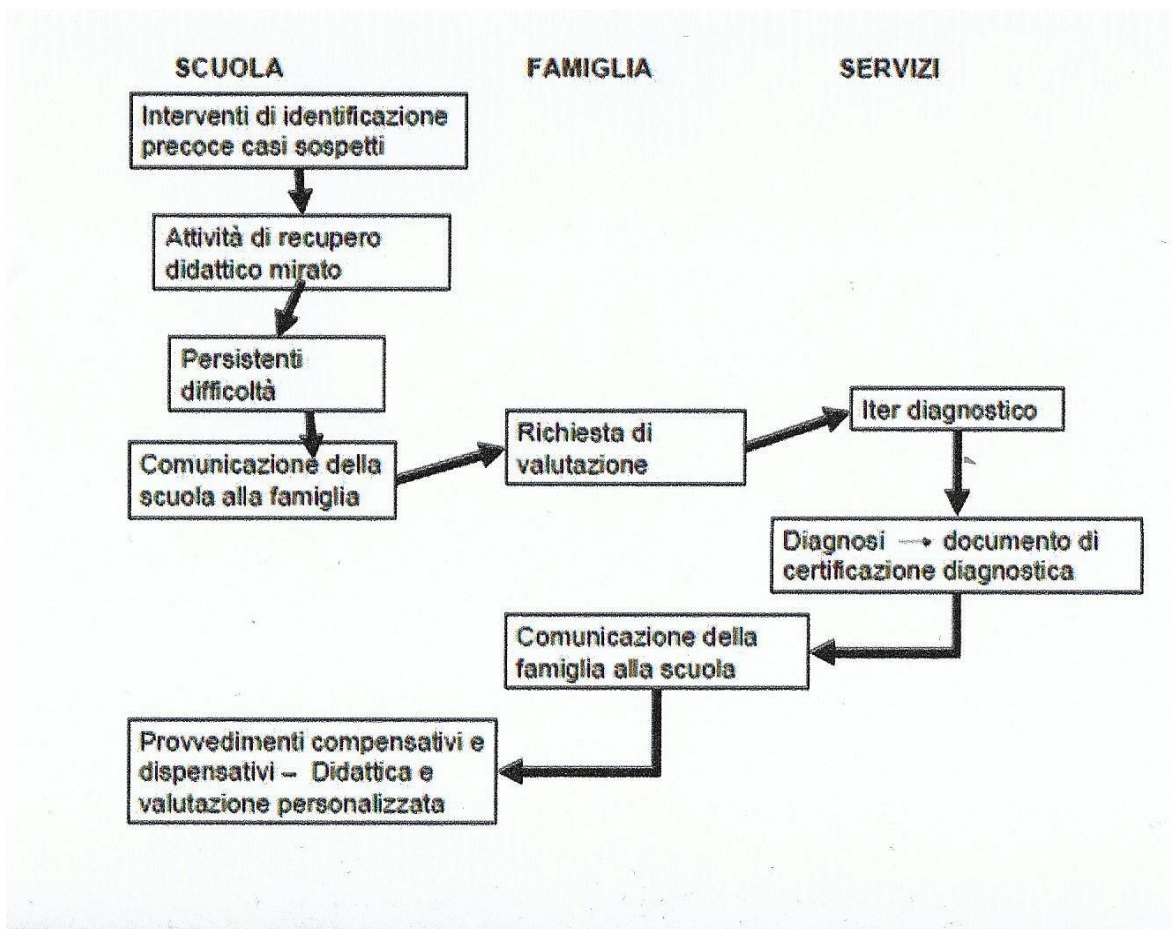 SCUOLA FAMIGLIA SERVIZI
Interventi di identificazione
precoce casi sospetti
Attività di recupero
didattico mirato
Persistenti
difficoltà
Comunicazione della
scuola alla famiglia
Richiesta di
valutazione
Iter diagnostico
Diagnosi → documento di
certificazione diagnostica
Comunicazione della
famiglia alla scuola
Provvedimenti compensativi e
dispensativi – Didattica e
valutazione personalizzata